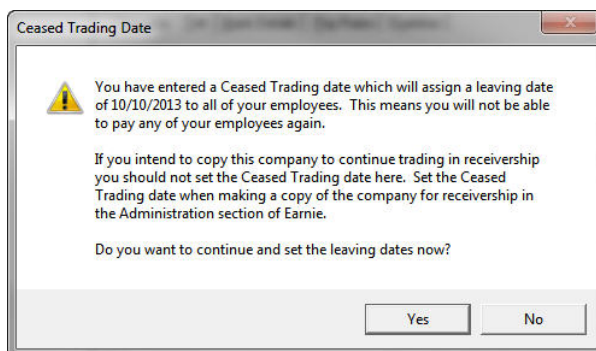 Ceased Trading Date
You have entered a Ceased Trading date which will assign a leaving date
of 10/10/2013 to all of your employees.  This means you will not be able
to pay any of your employees again.
If you intend to copy this company to continue trading in receivership
you should not set the Ceased Trading date here.  Set the Ceased
Trading date when making a copy of the company for receivership in
the Administration section of Earnie.
Do you want to continue and set the leaving dates now?
Yes
No